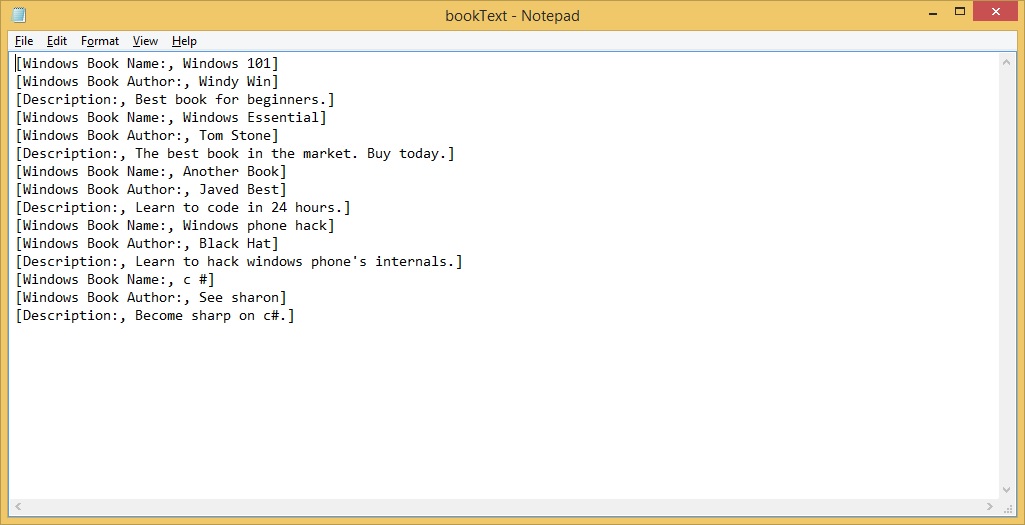 bookText - Notepad
File Edit Format View Help
[Windows Book Name:, Windows 101]
[Windows Book Author:, Windy Win]
[Description:, Best book for beginners.]
[Windows Book Name:, Windows Essential]
[Windows Book Author:, Tom Stone]
[Description:, The best book in the market. Buy today.]
[Windows Book Name:, Another Book]
[Windows Book Author:, Javed Best]
[Description:, Learn to code in 24 hours.]
[Windows Book Name:, Windows phone hack]
[Windows Book Author:, Black Hat]
[Description:, Learn to hack windows phone's internals.]
[Windows Book Name:, c #]
[Windows Book Author:, See sharon]
[Description:, Become sharp on c#.]